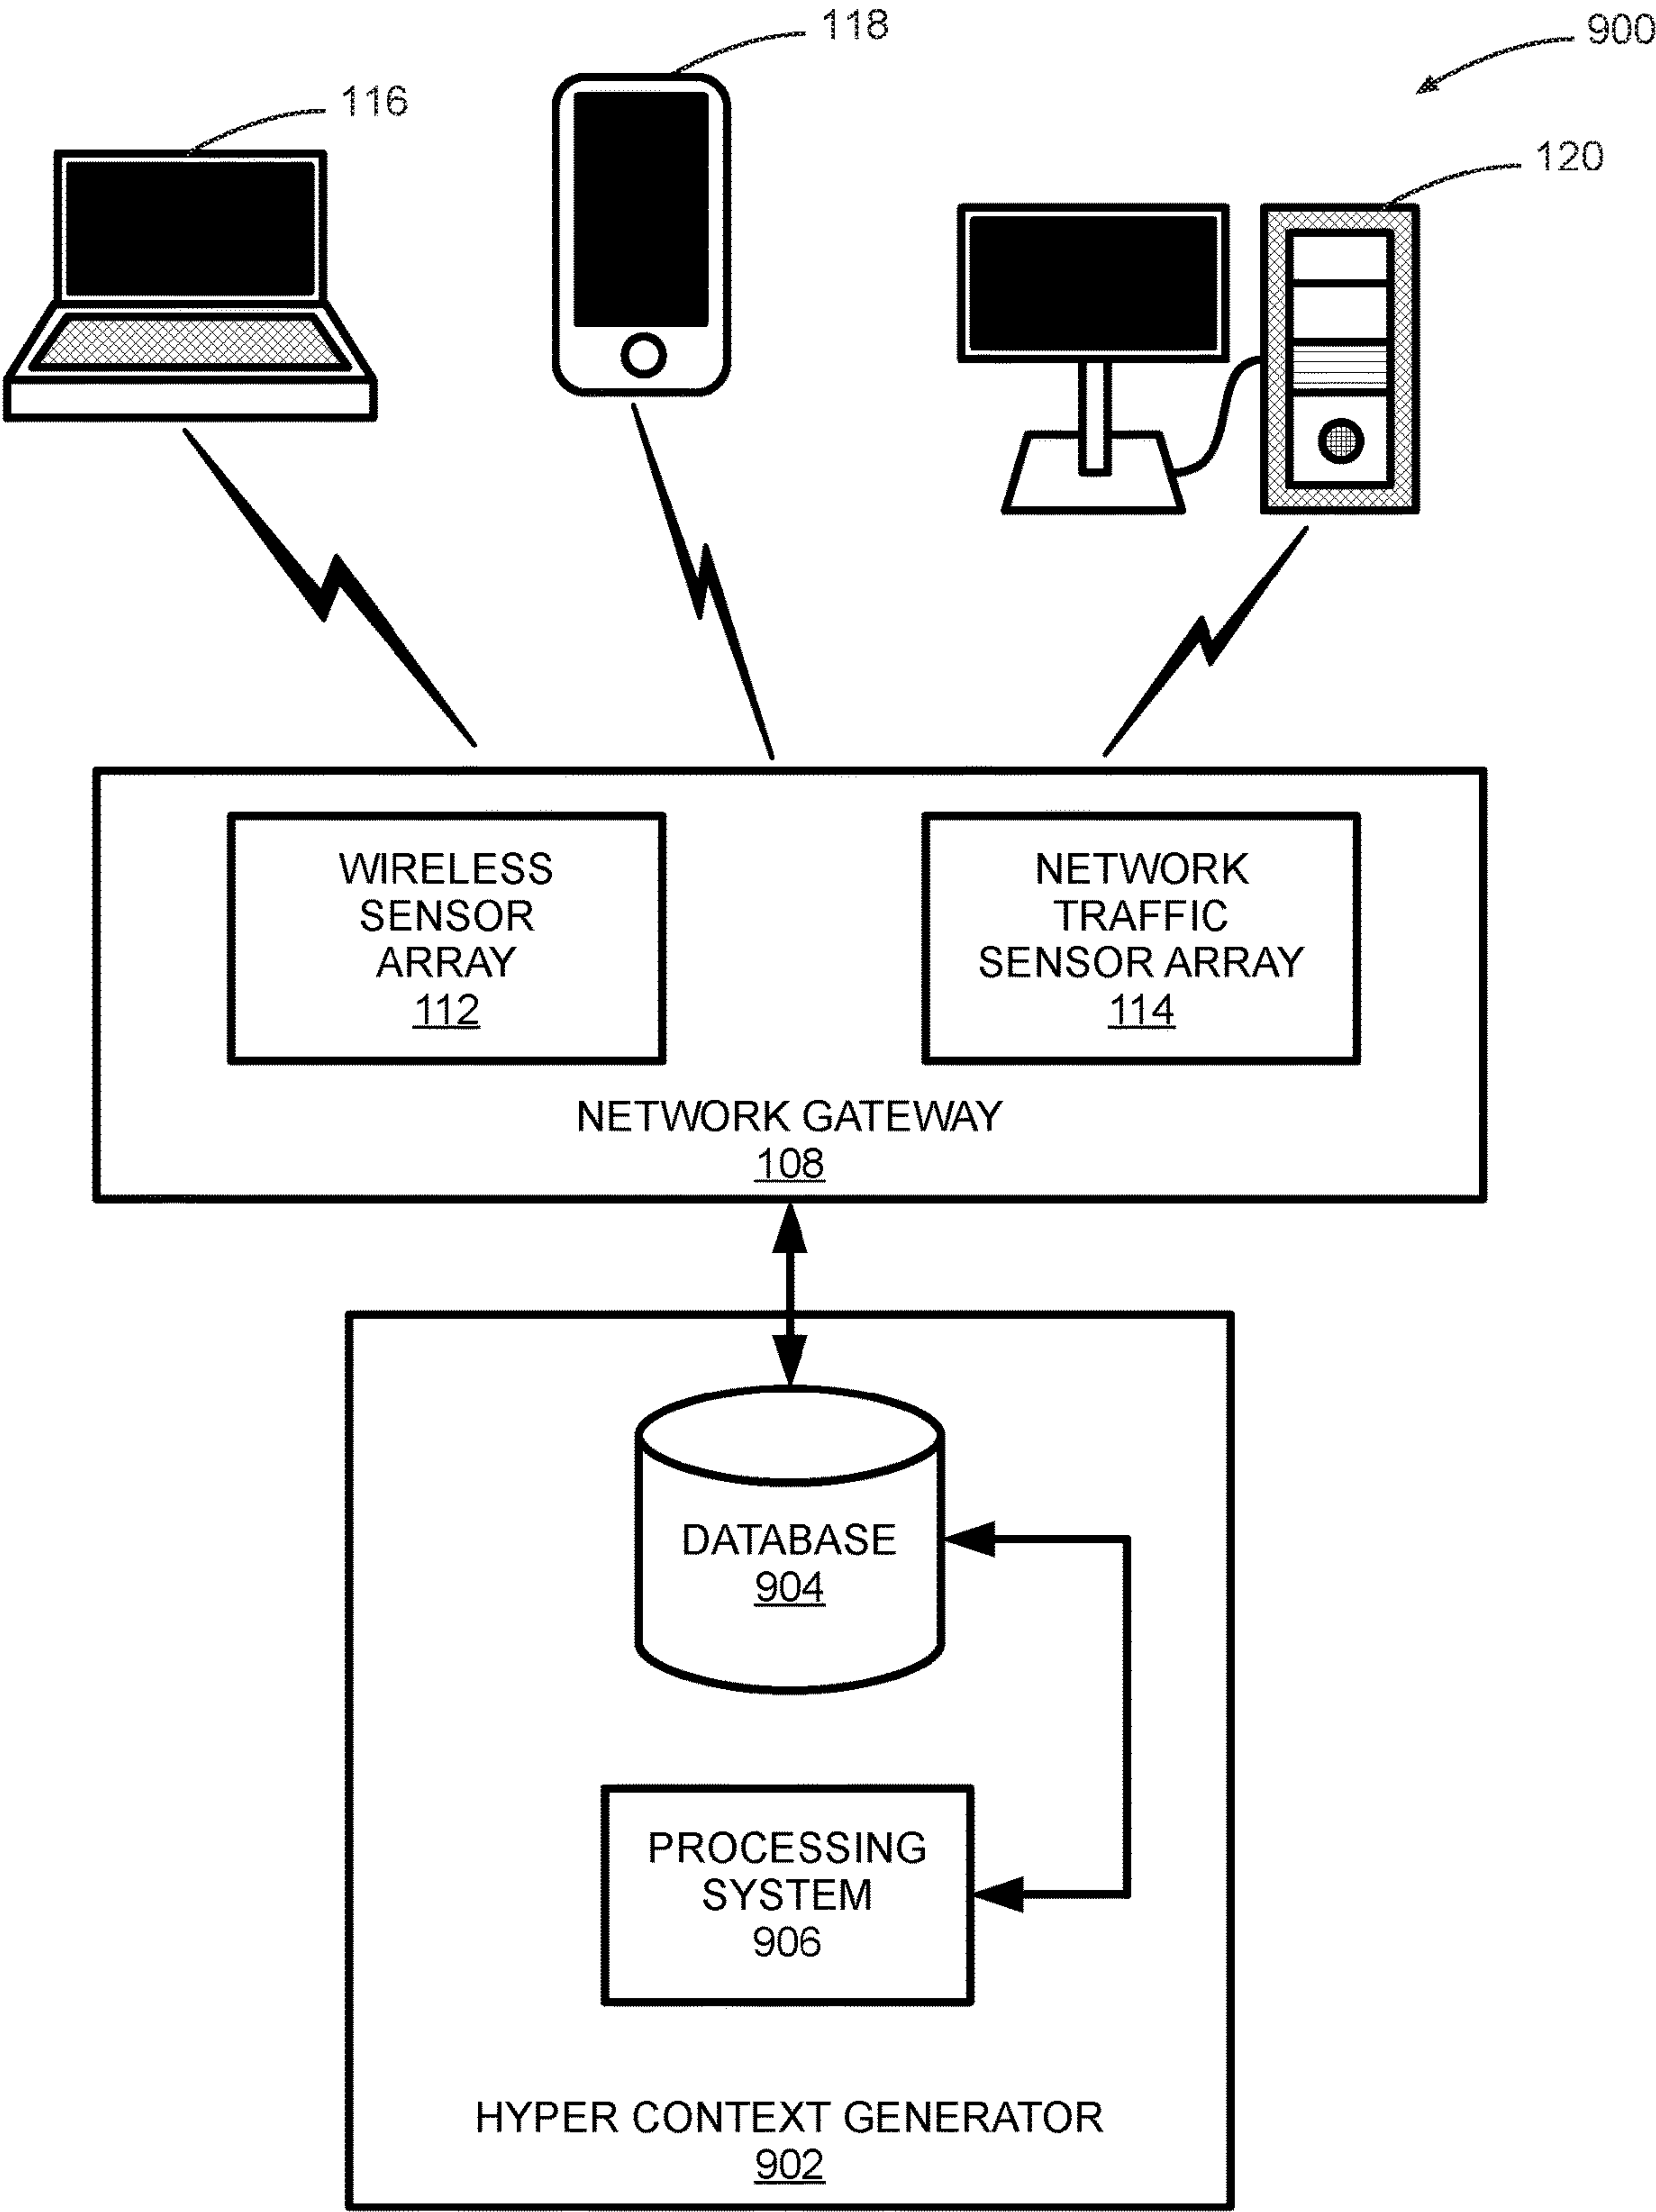 118
900
116
120
WIRELESS
SENSOR
ARRAY
112
NETWORK
TRAFFIC
SENSOR ARRAY
114
NETWORK GATEWAY
108
DATABASE
904
PROCESSING
SYSTEM
906
HYPER CONTEXT GENERATOR
902